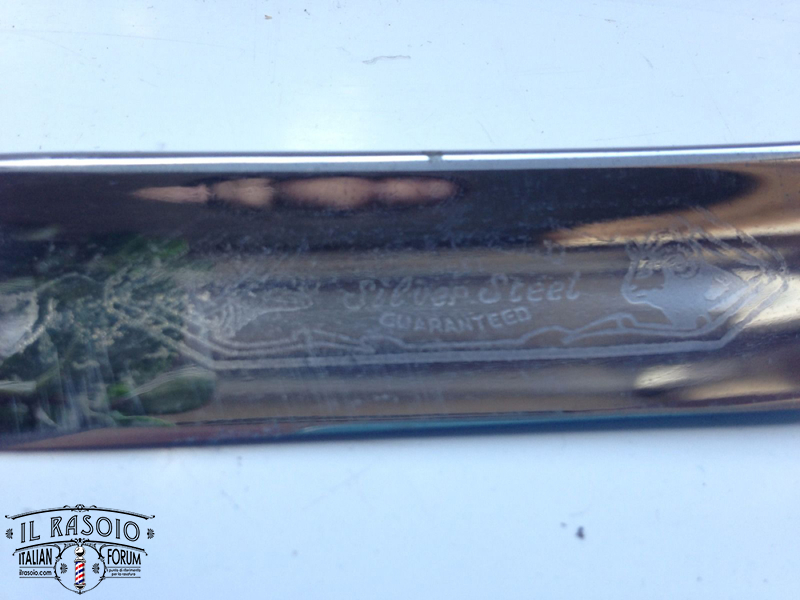 Silver Steel
GUARANTEED
IL RASOIO
ITALIAN FORUM
ilrasoio.com